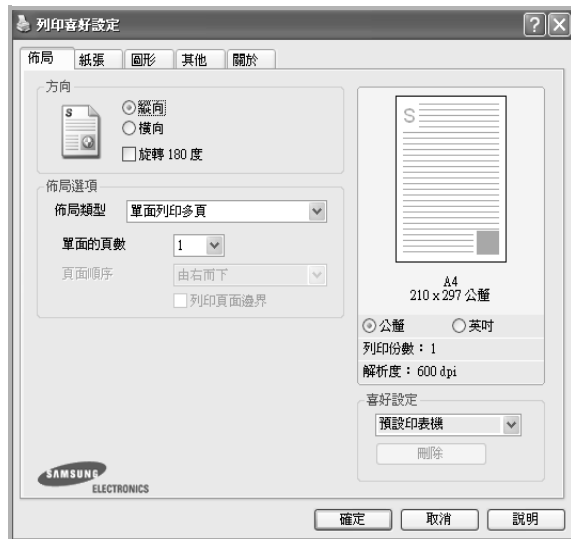 列印喜好設定
佈局 紙張 圖形 其他 關於
方向
S
縱向
橫向
旋轉 180 度
佈局選項
佈局類型 單面列印多頁
單面的頁數 1
頁面順序 由右而下
列印頁面邊界
S
A4
210 x 297 公釐
公釐 英吋
列印份數：1
解析度：600 dpi
喜好設定
預設印表機
刪除
SAMSUNG
ELECTRONICS
確定 取消 說明